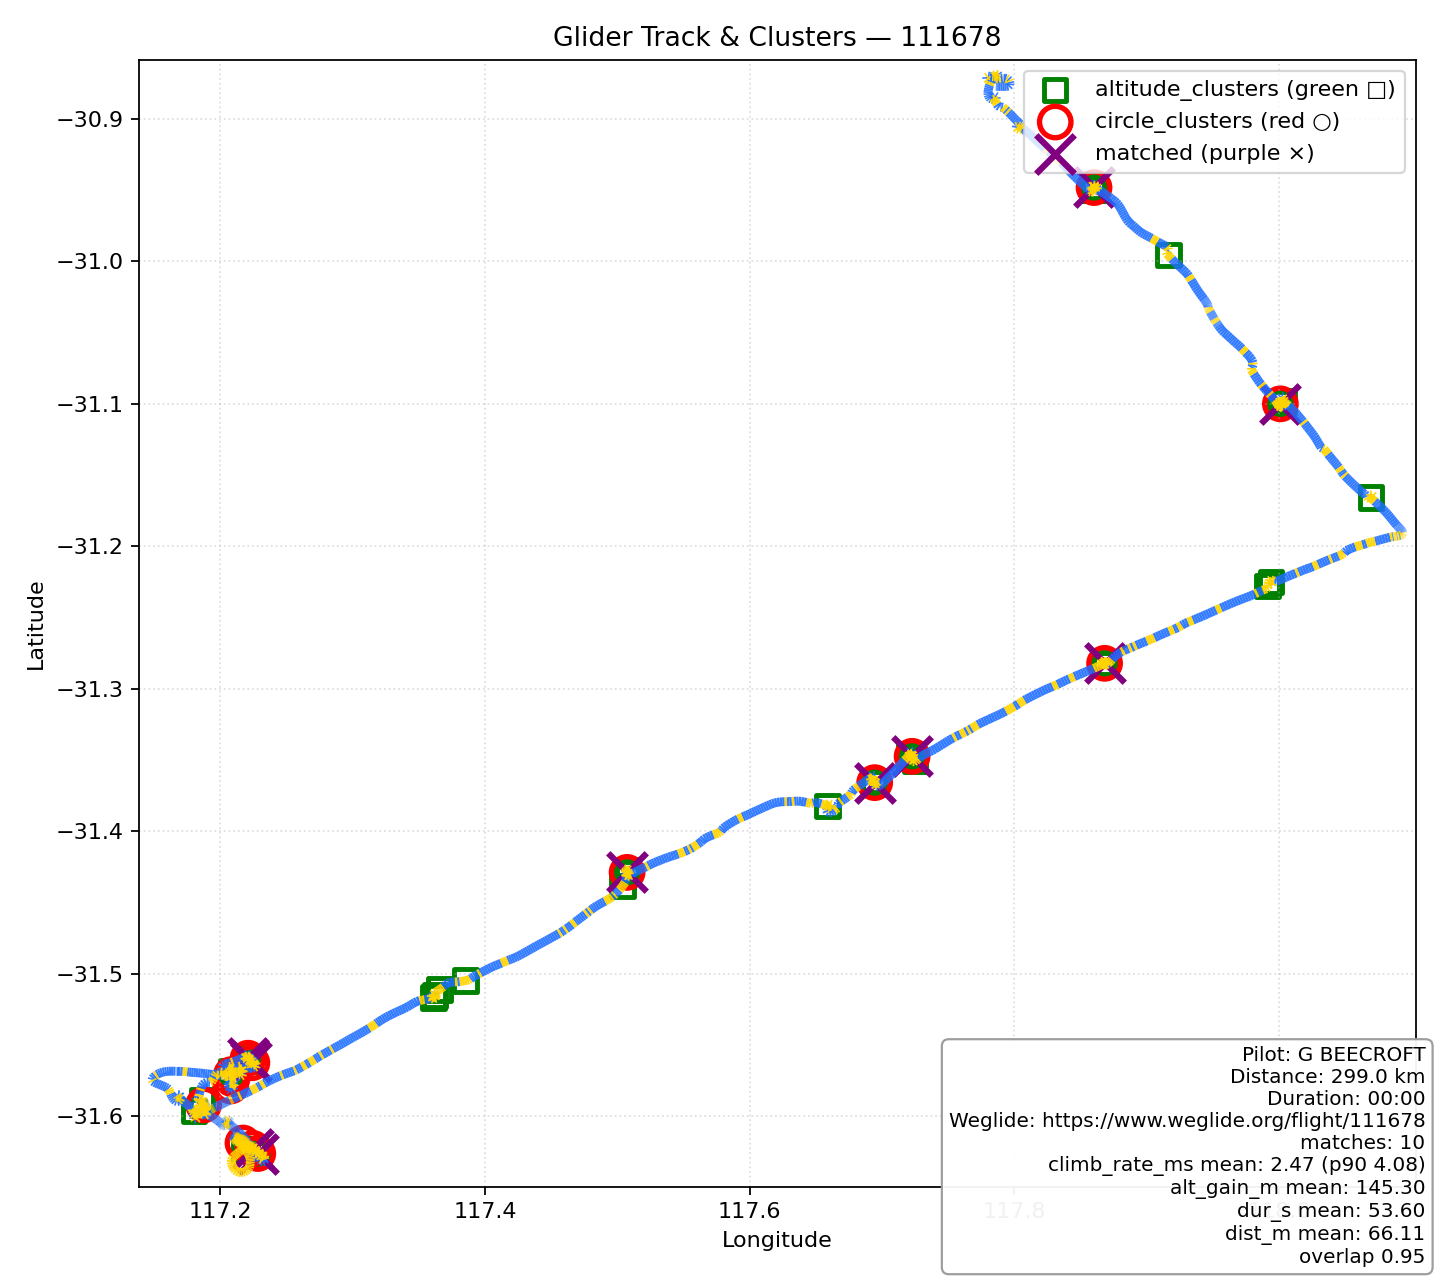 Glider Track & Clusters — 111678
altitude_clusters (green □)
circle_clusters (red ○)
matched (purple ×)
Latitude
−30.9
−31.0
−31.1
−31.2
−31.3
−31.4
−31.5
−31.6
117.2
117.4
117.6
117.8
Longitude
Pilot: G BEECROFT
Distance: 299.0 km
Duration: 00:00
Weglide: https://www.weglide.org/flight/111678
matches: 10
climb_rate_ms mean: 2.47 (p90 4.08)
alt_gain_m mean: 145.30
dur_s mean: 53.60
dist_m mean: 66.11
overlap 0.95